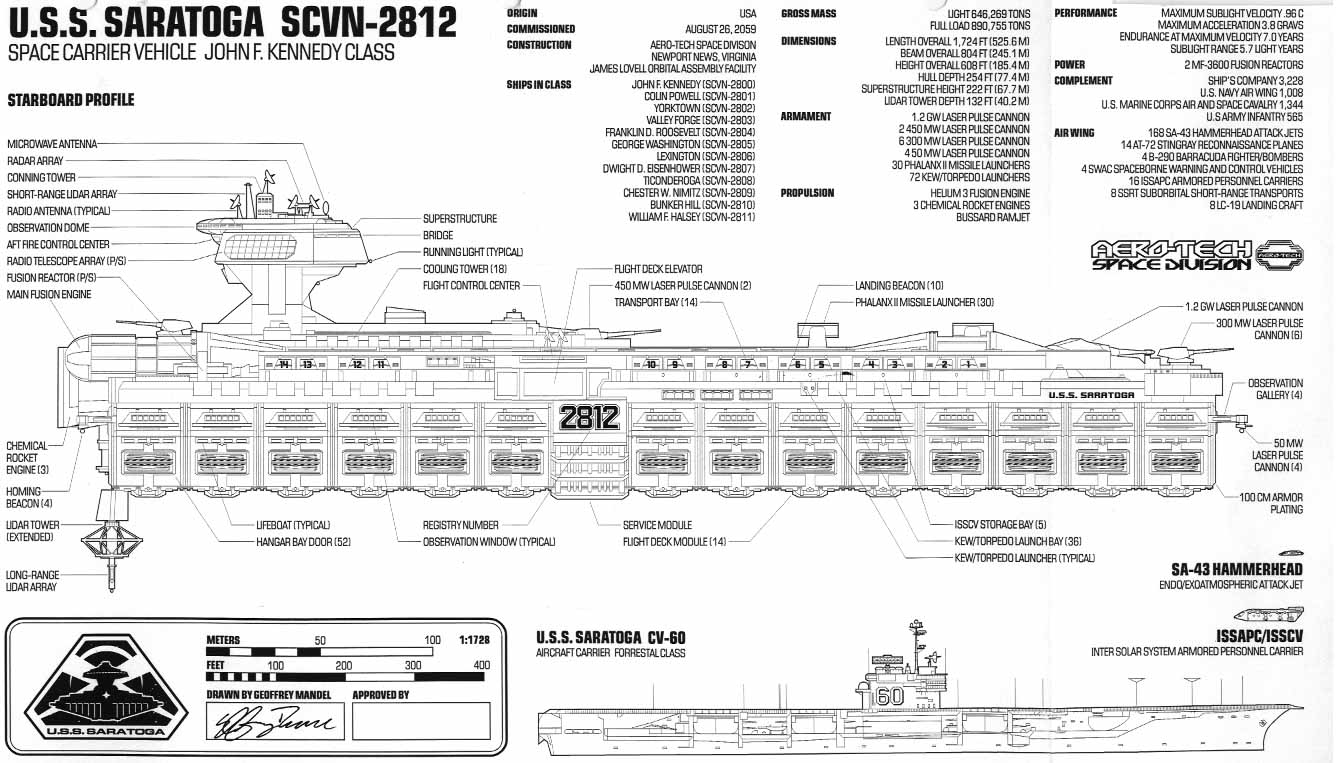 U.S.S. SARATOGA SCVN-2812
SPACE CARRIER VEHICLE JOHN F. KENNEDY CLASS
STARBOARD PROFILE
ORIGIN USA
COMMISSIONED AUGUST 26, 2059
CONSTRUCTION AERO-TECH SPACE DIVISON
NEWPORT NEWS, VIRGINIA
JAMES LOVELL ORBITAL ASSEMBLY FACILITY
SHIPS IN CLASS JOHN F. KENNEDY (SCVN-2800)
COLIN POWELL (SCVN-2801)
YORKTOWN (SCVN-2802)
VALLEY FORGE (SCVN-2803)
FRANKLIN D. ROOSEVELT (SCVN-2804)
GEORGE WASHINGTON (SCVN-2805)
LEXINGTON (SCVN-2806)
DWIGHT D. EISENHOWER (SCVN-2807)
TICONDEROGA (SCVN-2808)
CHESTER W. NIMITZ (SCVN-2809)
BUNKER HILL (SCVN-2810)
WILLIAM F. HALSEY (SCVN-2811)
GROSS MASS LIGHT 646,269 TONS
FULL LOAD 890,755 TONS
DIMENSIONS LENGTH OVERALL 1,724 FT (525.6 M)
BEAM OVERALL 804 FT (245.1 M)
HEIGHT OVERALL 608 FT (185.4 M)
HULL DEPTH 254 FT (77.4 M)
SUPERSTRUCTURE HEIGHT 222 FT (67.7 M)
LIDAR TOWER DEPTH 132 FT (40.2 M)
ARMAMENT 1.2 GW LASER PULSE CANNON
2 450 MW LASER PULSE CANNON
6 300 MW LASER PULSE CANNON
4 50 MW LASER PULSE CANNON
30 PHALANX II MISSILE LAUNCHERS
72 KEW/TORPEDO LAUNCHERS
PROPULSION HELIUM 3 FUSION ENGINE
3 CHEMICAL ROCKET ENGINES
BUSSARD RAMJET
PERFORMANCE MAXIMUM SUBLIGHT VELOCITY .96 C
MAXIMUM ACCELERATION 3.8 GRAVS
ENDURANCE AT MAXIMUM VELOCITY 7.0 YEARS
SUBLIGHT RANGE 5.7 LIGHT YEARS
POWER 2 MF-3600 FUSION REACTORS
COMPLEMENT SHIP'S COMPANY 3,228
U.S. NAVY AIR WING 1,008
U.S. MARINE CORPS AIR AND SPACE CAVALRY 1,344
U.S ARMY INFANTRY 565
AIR WING 168 SA-43 HAMMERHEAD ATTACK JETS
14 AT-72 STINGRAY RECONNAISSANCE PLANES
4 B-290 BARACUDA FIGHTER/BOMBERS
4 SWAC SPACEBORNE WARNING AND CONTROL VEHICLES
16 ISSAPC ARMORED PERSONNEL CARRIERS
8 SSRT SUBORBITAL SHORT-RANGE TRANSPORTS
8 LC-19 LANDING CRAFT
AERO-TECH
SPACE DIVISION
AERO-TECH
MICROWAVE ANTENNA
RADAR ARRAY
CONNING TOWER
SHORT-RANGE LIDAR ARRAY
RADIO ANTENNA (TYPICAL)
OBSERVATION DOME
AFT FIRE CONTROL CENTER
RADIO TELESCOPE ARRAY (P/S)
FUSION REACTOR (P/S)
MAIN FUSION ENGINE
SUPERSTRUCTURE
BRIDGE
RUNNING LIGHT (TYPICAL)
COOLING TOWER (18)
FLIGHT CONTROL CENTER
FLIGHT DECK ELEVATOR
450 MW LASER PULSE CANNON (2)
TRANSPORT BAY (14)
LANDING BEACON (10)
PHALANX II MISSILE LAUNCHER (30)
1.2 GW LASER PULSE CANNON
300 MW LASER PULSE
CANNON (6)
14 13 12 11 10 9 8 7 6 5 4 3 2 1
U.S.S. SARATOGA
2812
OBSERVATION
GALLERY (4)
50 MW
LASER PULSE
CANNON (4)
100 CM ARMOR
PLATING
CHEMICAL
ROCKET
ENGINE (3)
HOMING
BEACON (4)
LIDAR TOWER
(EXTENDED)
LONG-RANGE
LIDAR ARRAY
LIFEBOAT (TYPICAL)
HANGAR BAY DOOR (52)
REGISTRY NUMBER
OBSERVATION WINDOW (TYPICAL)
SERVICE MODULE
FLIGHT DECK MODULE (14)
ISSCV STORAGE BAY (5)
KEW/TORPEDO LAUNCH BAY (36)
KEW/TORPEDO LAUNCHER (TYPICAL)
SA-43 HAMMERHEAD
ENDO/EXOATMOSPHERIC ATTACK JET
ISSAPC/ISSCV
INTER SOLAR SYSTEM ARMORED PERSONNEL CARRIER
U.S.S. SARATOGA
METERS 50 100 1:1728
FEET 100 200 300 400
DRAWN BY GEOFFREY MANDEL APPROVED BY
U.S.S. SARATOGA CV-60
AIRCRAFT CARRIER FORRESTAL CLASS
60